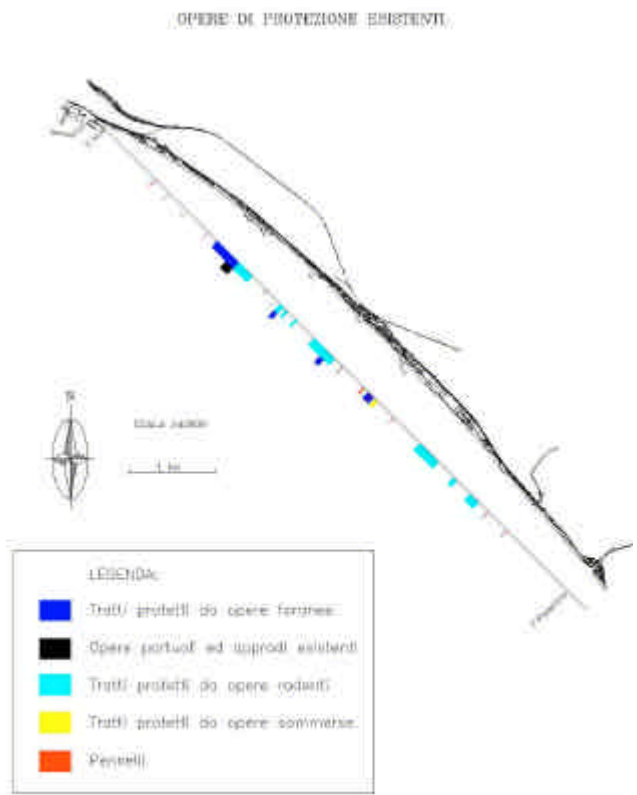 OPERE DI PROTEZIONE ESISTENTI
N
1 km
LEGENDA:
Tratti protetti da opere foranee
Opere portuali ed approdi esistenti
Tratti protetti da opere radenti
Tratti protetti da opere sommerse
Pennelli